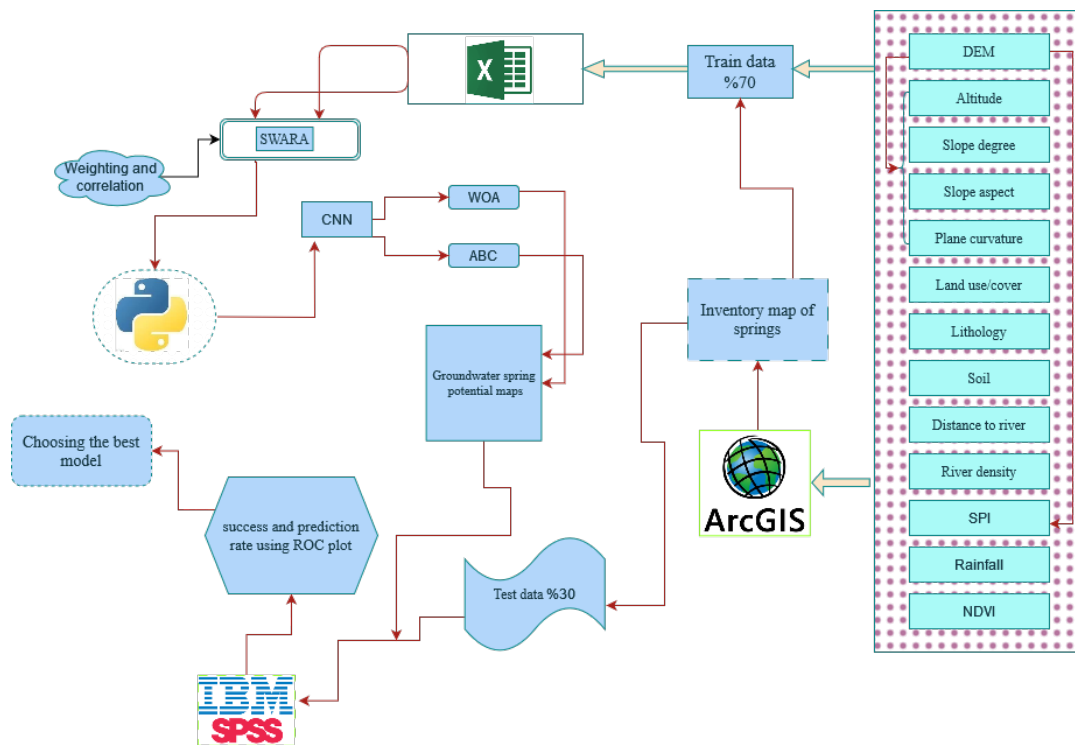 DEM
Altitude
Slope degree
Slope aspect
Plane curvature
Land use/cover
Lithology
Soil
Distance to river
River density
SPI
Rainfall
NDVI
Train data
%70
X
SWARA
Weighting and
correlation
CNN
WOA
ABC
Inventory map of
springs
Groundwater spring
potential maps
ArcGIS
Choosing the best
model
success and prediction
rate using ROC plot
Test data %30
IBM
SPSS